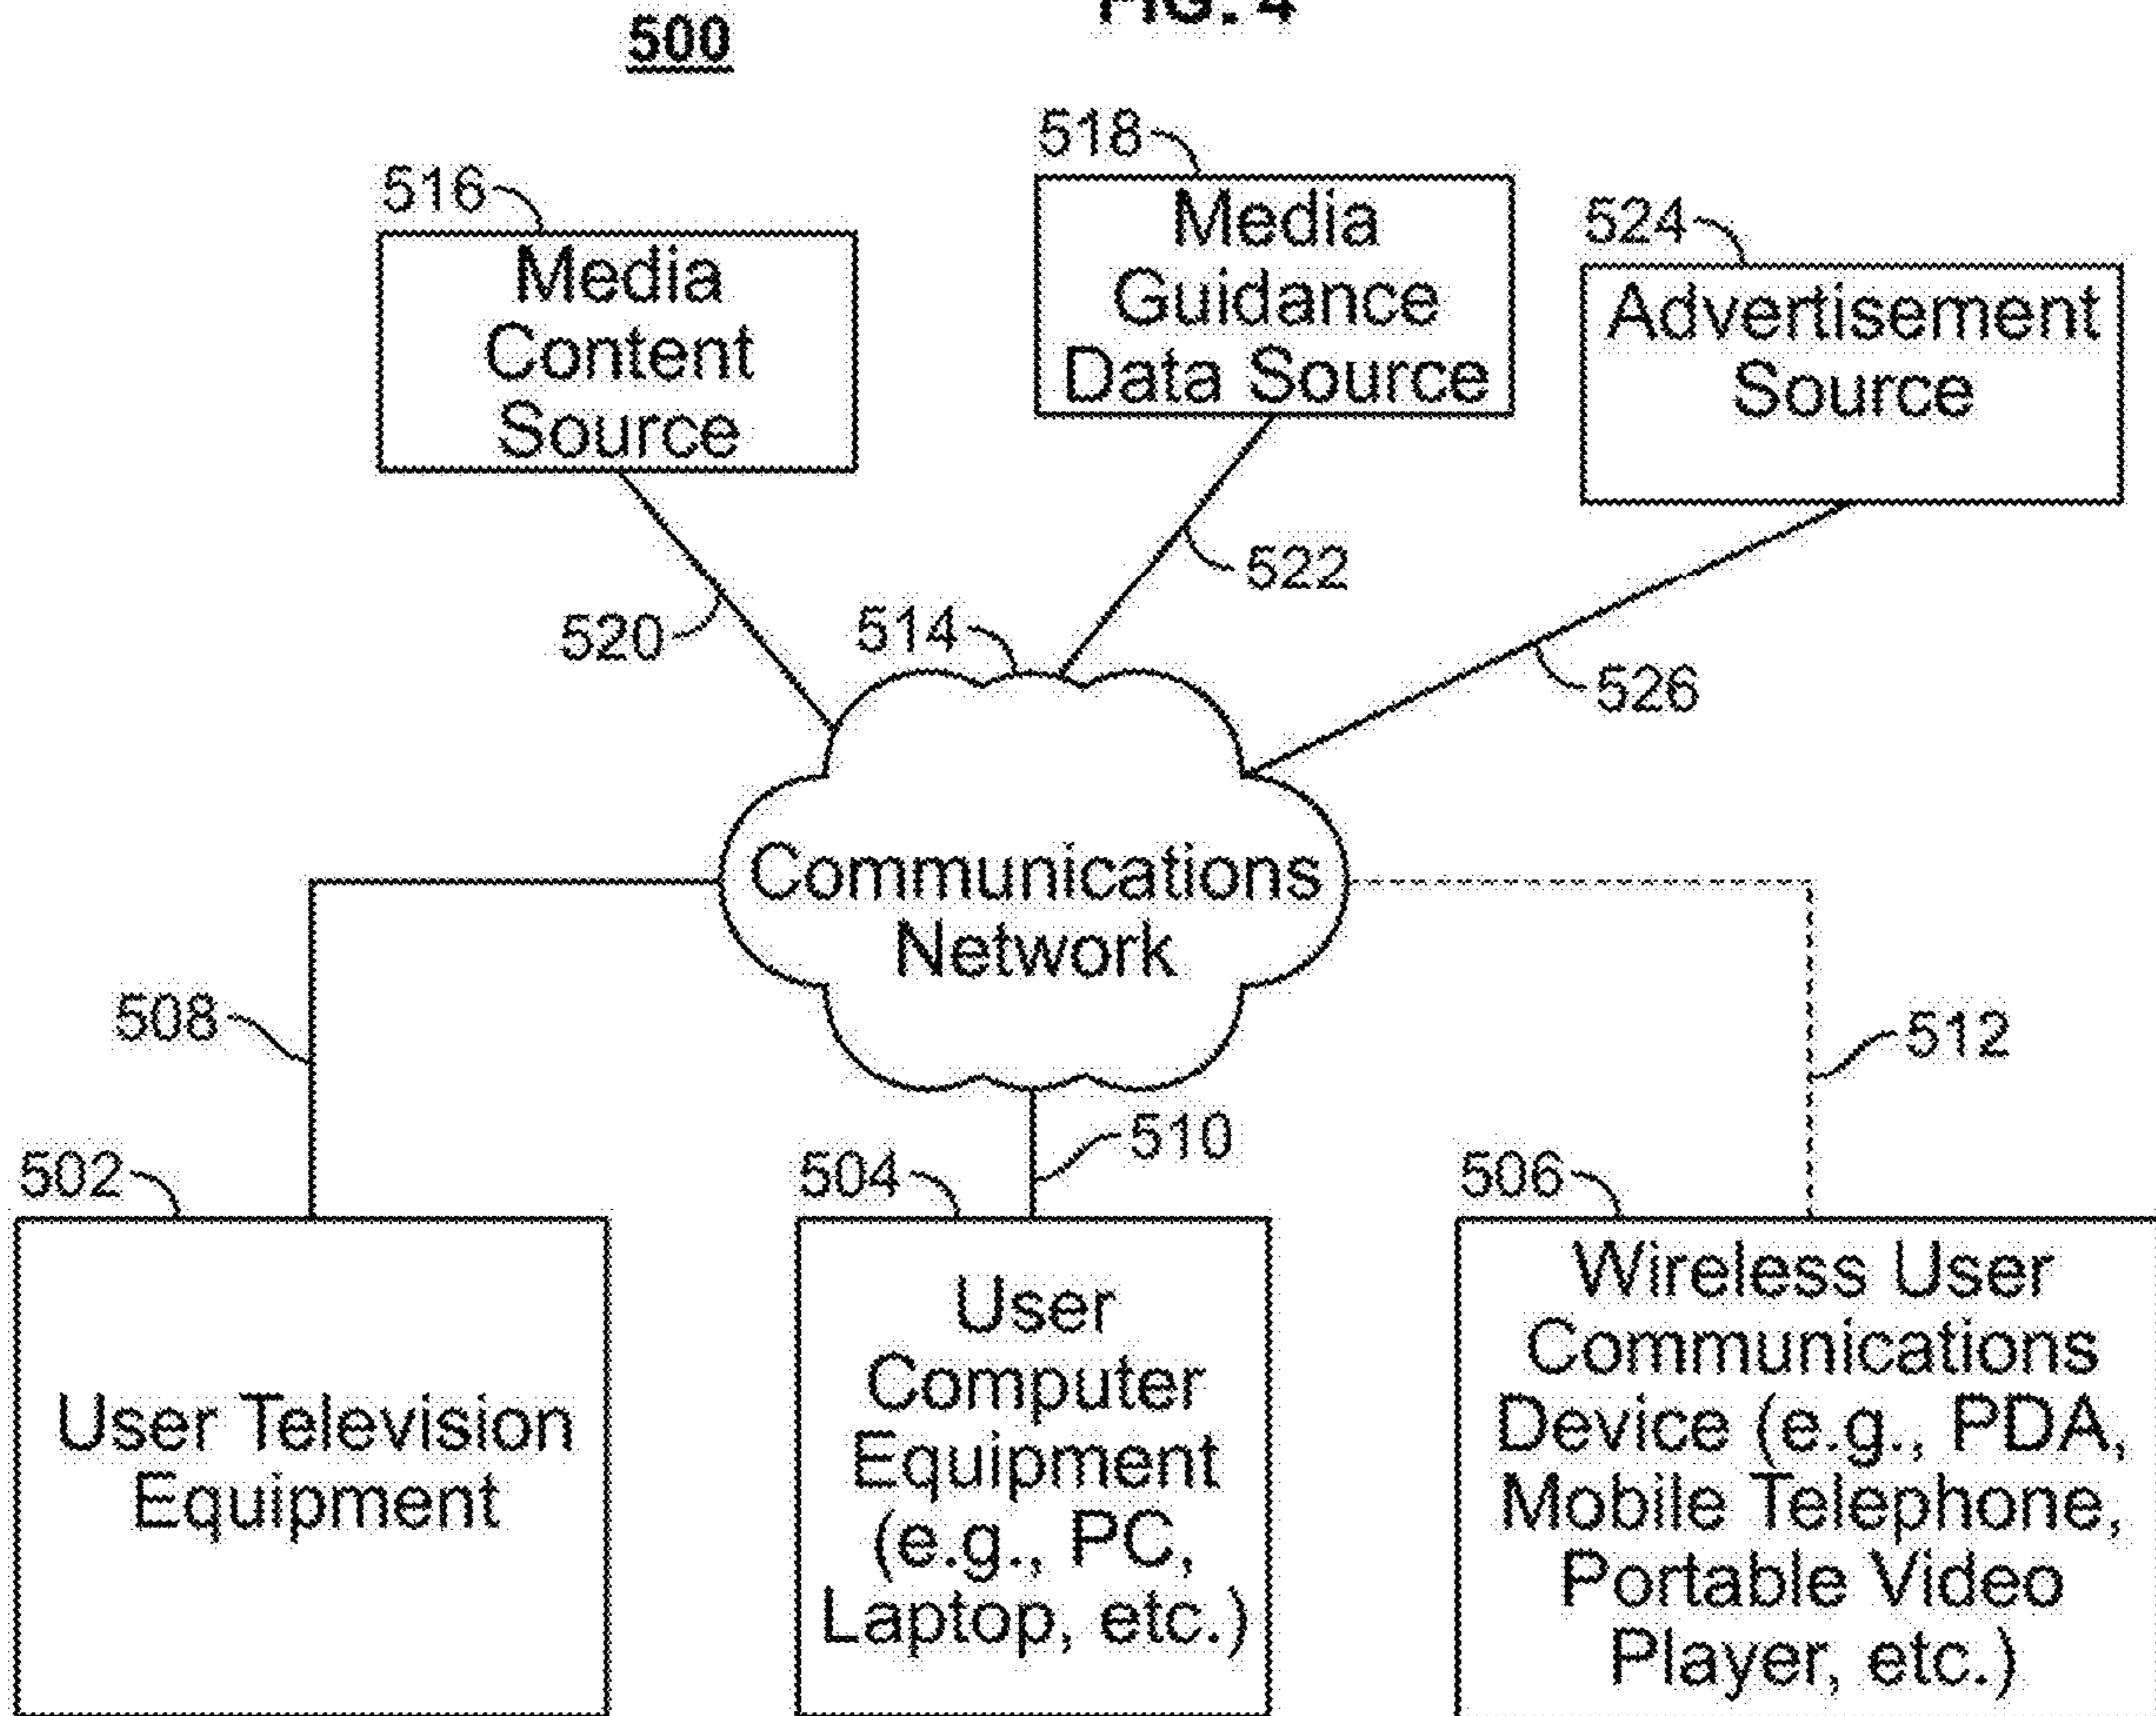 FIG. 4
500
518
516
524
Media
Guidance
Data Source
Media
Content
Source
Advertisement
Source
522
520
514
526
Communications
Network
508
512
510
502
504
506
User Television
Equipment
User
Computer
Equipment
(e.g., PC,
Laptop, etc.)
Wireless User
Communications
Device (e.g., PDA,
Mobile Telephone,
Portable Video
Player, etc.)